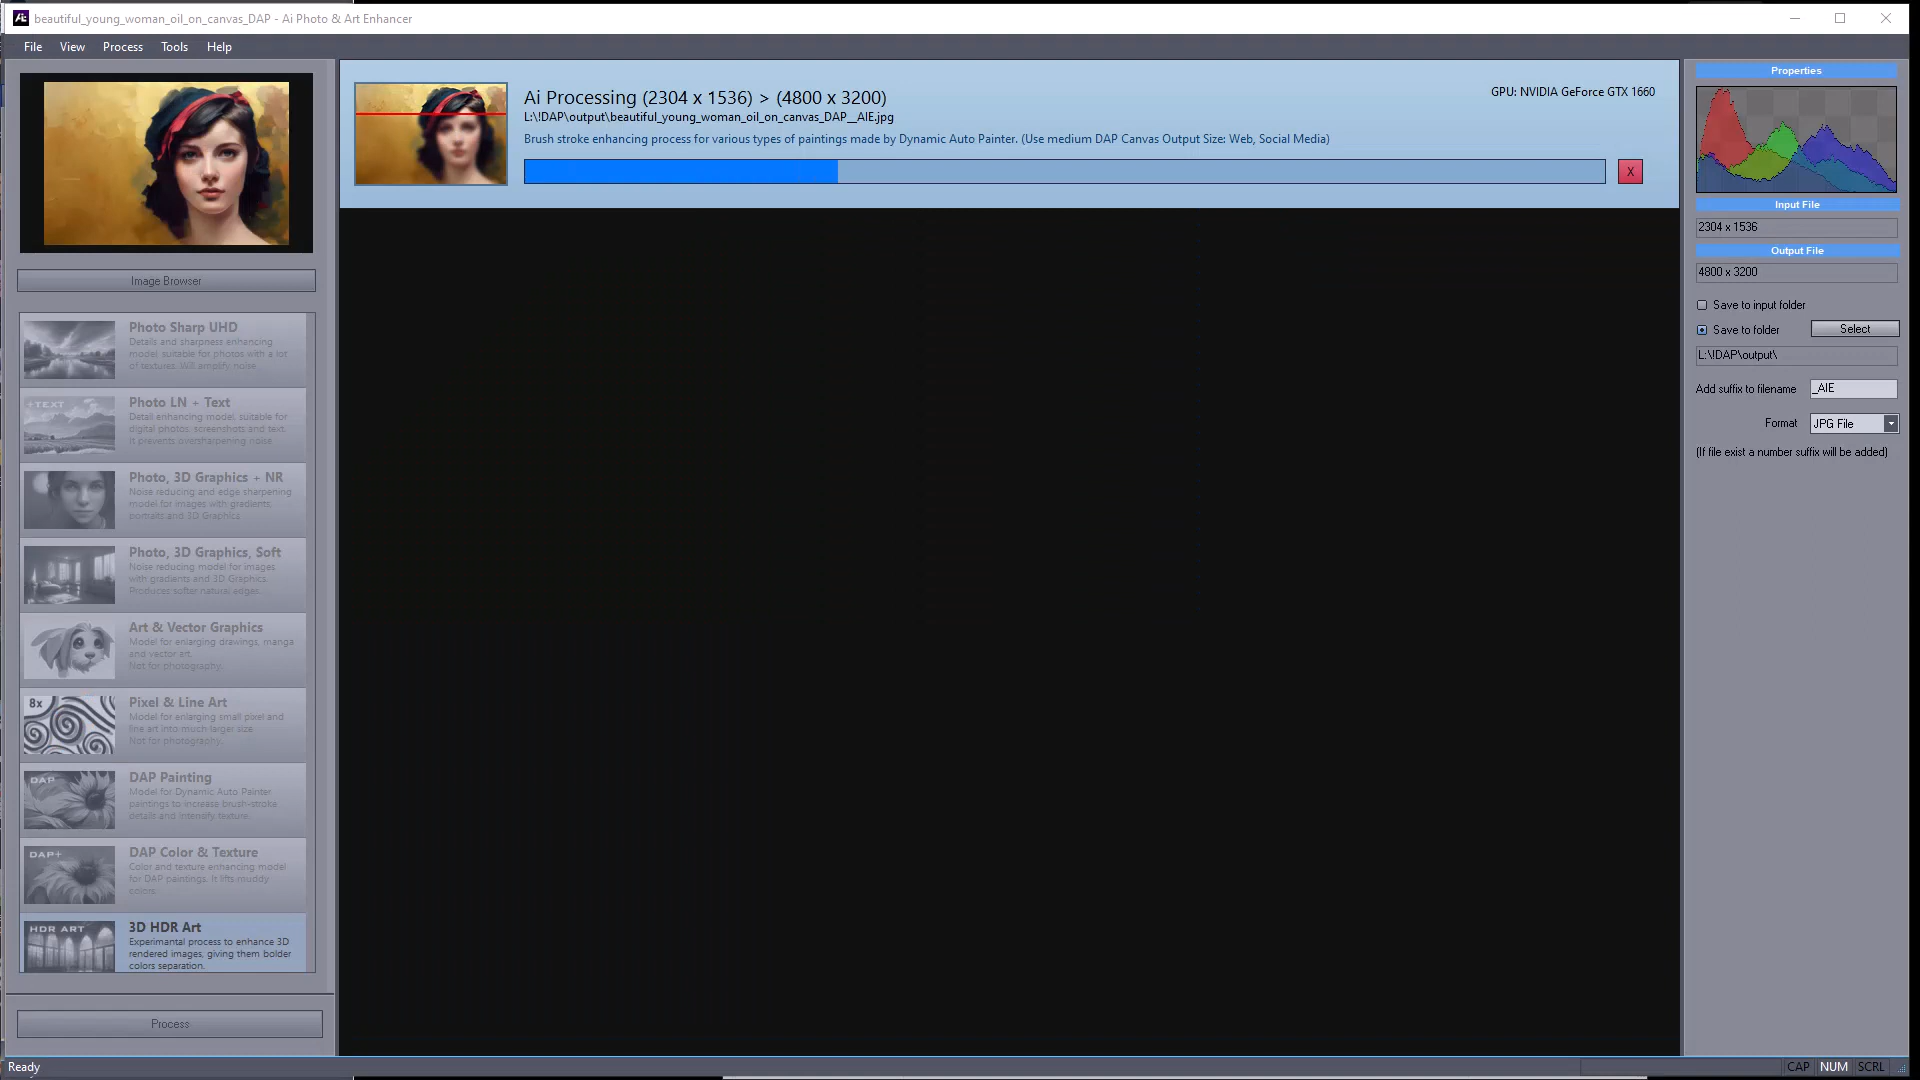 beautiful_young_woman_oil_on_canvas_DAP - Ai Photo & Art Enhancer
File View Process Tools Help
Image Browser
Photo Sharp UHD
Details and sharpness enhancing
model, suitable for photos with a lot
of textures. Will amplify noise.
+TEXT
Photo LN + Text
Detail enhancing model, suitable for
digital photos, screenshots and text.
It prevents oversharpening noise.
Photo, 3D Graphics + NR
Noise reducing and edge sharpening
model for images with gradients,
portraits and 3D Graphics
Photo, 3D Graphics, Soft
Noise reducing model for images
with gradients and 3D Graphics.
Produces softer natural edges.
Art & Vector Graphics
Model for enlarging drawings, manga
and vector art.
Not for photography.
8x
Pixel & Line Art
Model for enlarging small pixel and
line art into much larger size
Not for photography.
DAP
DAP Painting
Model for Dynamic Auto Painter
paintings to increase brush-stroke
details and intensify texture.
DAP+
DAP Color & Texture
Color and texture enhancing model
for DAP paintings. It lifts muddy
colors.
HDR ART
3D HDR Art
Experimantal process to enhance 3D
rendered images, giving them bolder
colors separation.
Process
Ready
Ai Processing (2304 x 1536) > (4800 x 3200)
L:\!DAP\output\beautiful_young_woman_oil_on_canvas_DAP__AIE.jpg
Brush stroke enhancing process for various types of paintings made by Dynamic Auto Painter. (Use medium DAP Canvas Output Size: Web, Social Media)
GPU: NVIDIA GeForce GTX 1660
X
Properties
Input File
2304 x 1536
Output File
4800 x 3200
Save to input folder
Save to folder Select
L:\!DAP\output\
Add suffix to filename _AIE
Format JPG File
(If file exist a number suffix will be added)
CAP NUM SCRL